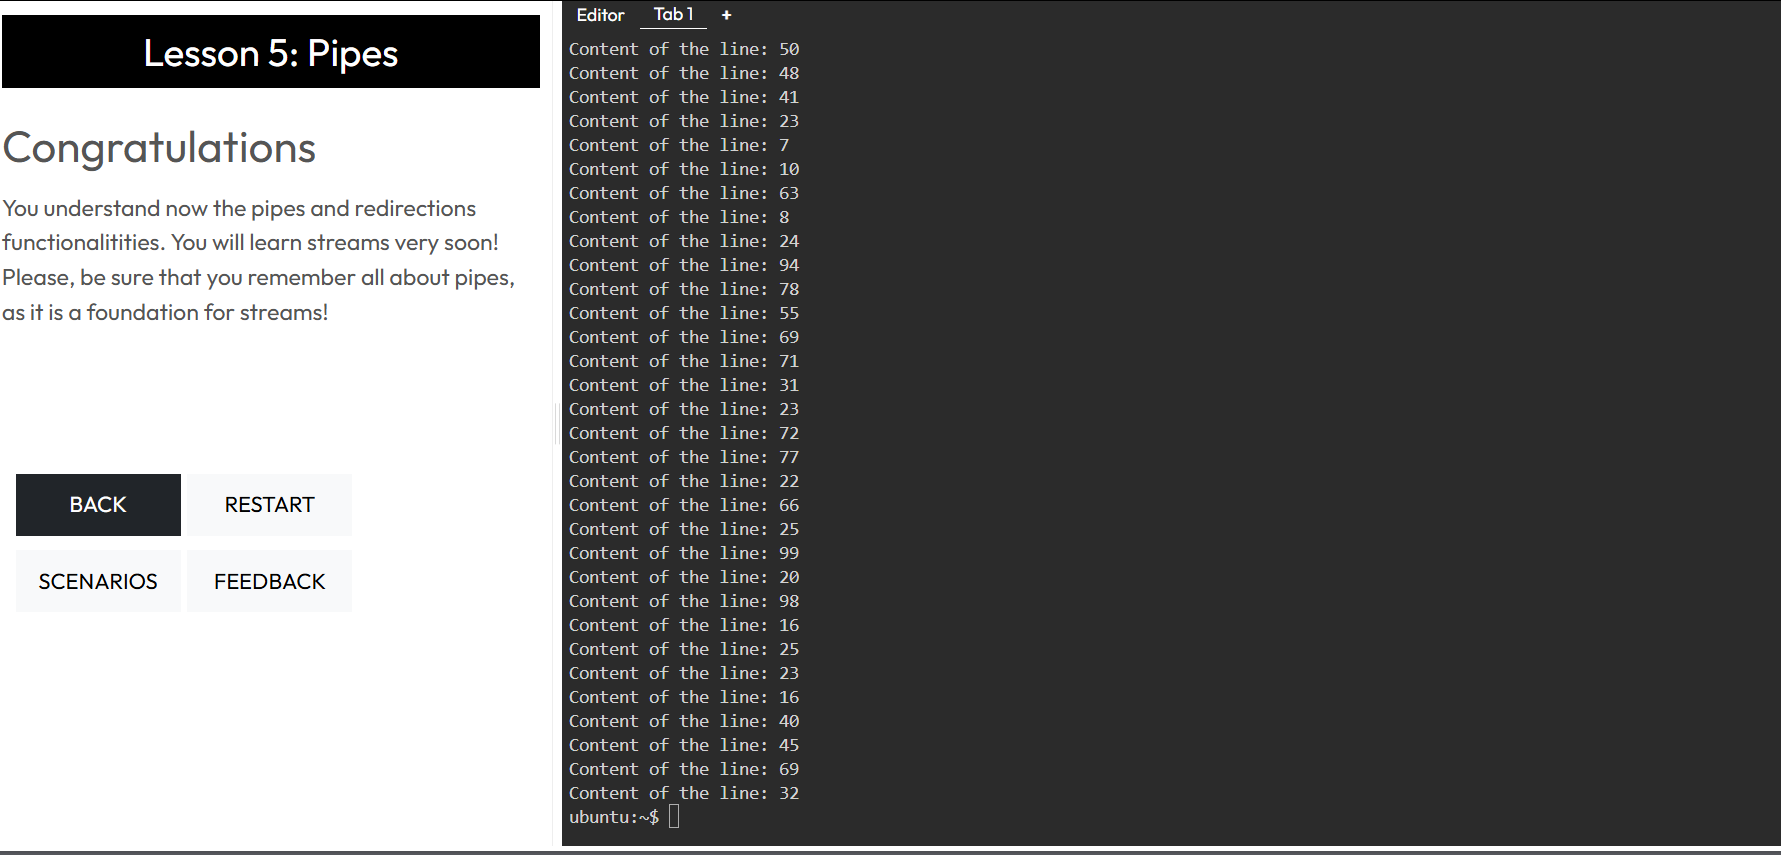 Lesson 5: Pipes
Congratulations
You understand now the pipes and redirections
functionalitities. You will learn streams very soon!
Please, be sure that you remember all about pipes,
as it is a foundation for streams!
BACK
RESTART
SCENARIOS
FEEDBACK
Editor
Tab 1
+
Content of the line: 50
Content of the line: 48
Content of the line: 41
Content of the line: 23
Content of the line: 7
Content of the line: 10
Content of the line: 63
Content of the line: 8
Content of the line: 24
Content of the line: 94
Content of the line: 78
Content of the line: 55
Content of the line: 69
Content of the line: 71
Content of the line: 31
Content of the line: 23
Content of the line: 72
Content of the line: 77
Content of the line: 22
Content of the line: 66
Content of the line: 25
Content of the line: 99
Content of the line: 20
Content of the line: 98
Content of the line: 16
Content of the line: 25
Content of the line: 23
Content of the line: 16
Content of the line: 40
Content of the line: 45
Content of the line: 69
Content of the line: 32
ubuntu:~$